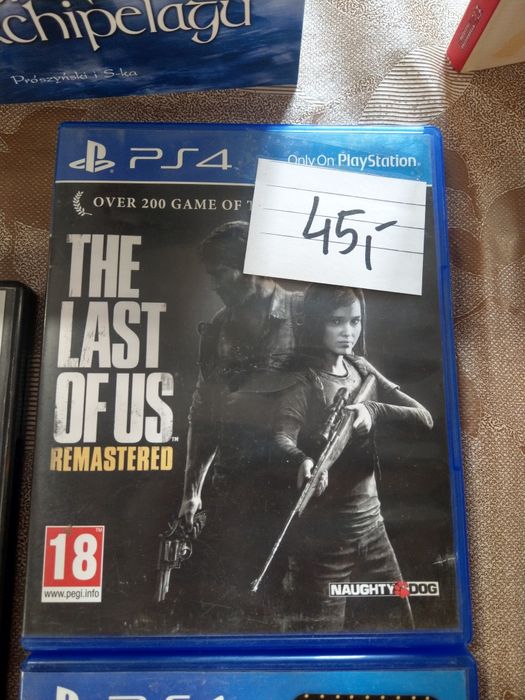 chipelagu
Prószyński i S-ka
PS4
Only On PlayStation
OVER 200 GAME OF
45,-
THE
LAST
OF US
REMASTERED
18
www.pegi.info
NAUGHTY DOG
PS4